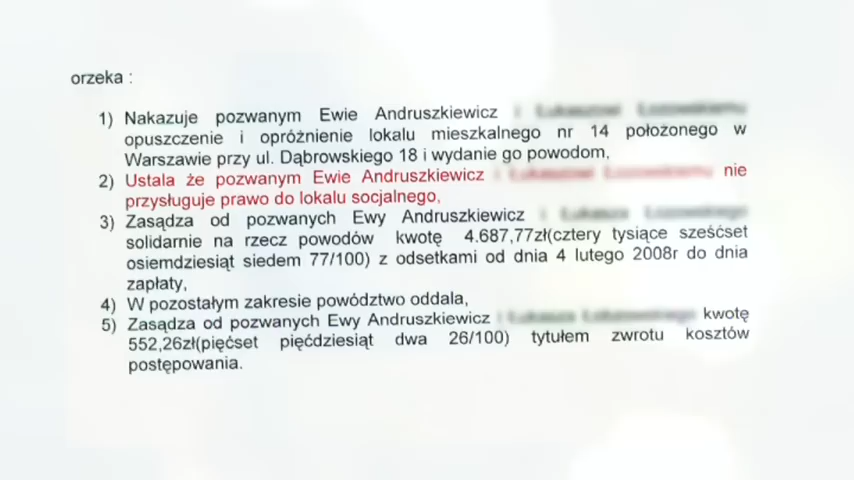 orzeka :
1) Nakazuje pozwanym Ewie Andruszkiewicz
opuszczenie i opróżnienie lokalu mieszkalnego nr 14 położonego w
Warszawie przy ul. Dąbrowskiego 18 i wydanie go powodom,
2) Ustala że pozwanym Ewie Andruszkiewicz nie
przysługuje prawo do lokalu socjalnego,
3) Zasądza od pozwanych Ewy Andruszkiewicz
solidarnie na rzecz powodów kwotę 4.687,77zł(cztery tysiące sześćset
osiemdziesiąt siedem 77/100) z odsetkami od dnia 4 lutego 2008r do dnia
zapłaty,
4) W pozostałym zakresie powództwo oddala,
5) Zasądza od pozwanych Ewy Andruszkiewicz kwotę
552,26zł(pięćset pięćdziesiąt dwa 26/100) tytułem zwrotu kosztów
postępowania.